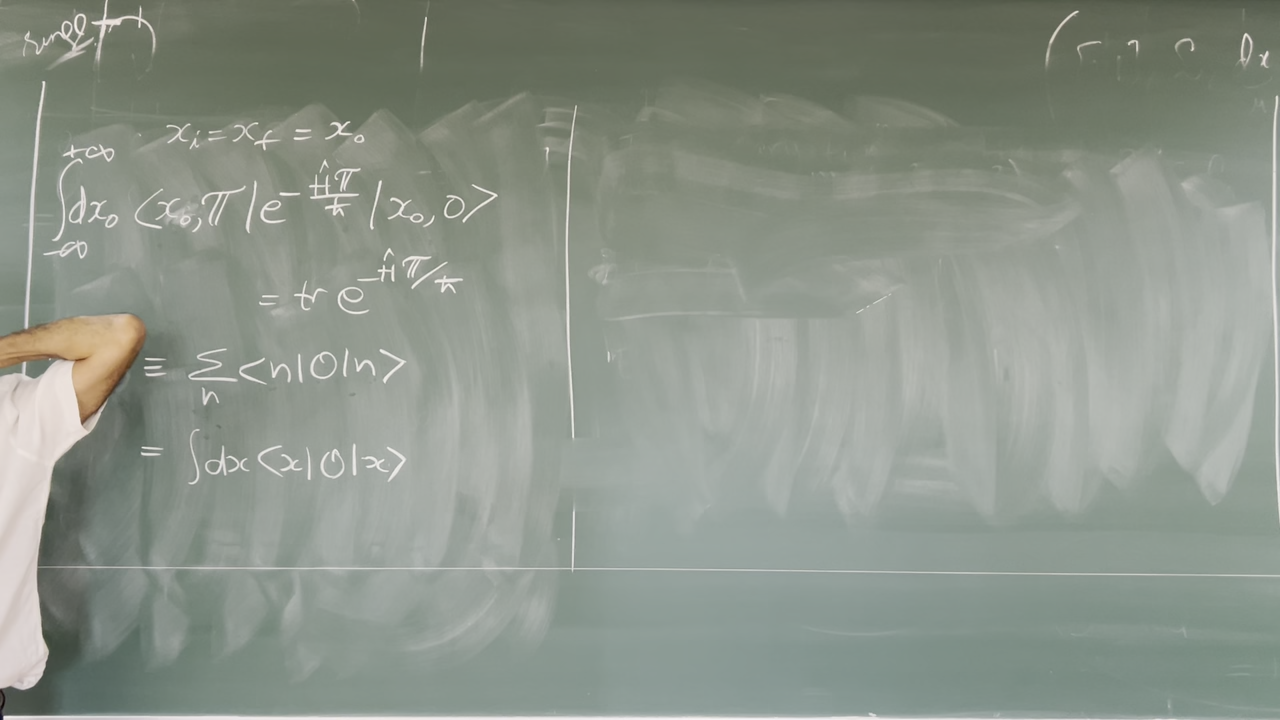 x_i = x_f = x_0
∫_{-∞}^{+∞} dx_0 <x_0, π | e^{-Ĥπ/ħ} | x_0, 0>
= tr e^{-Ĥπ/ħ}
≡ Σ_n <n|O|n>
= ∫dx <x|O|x>